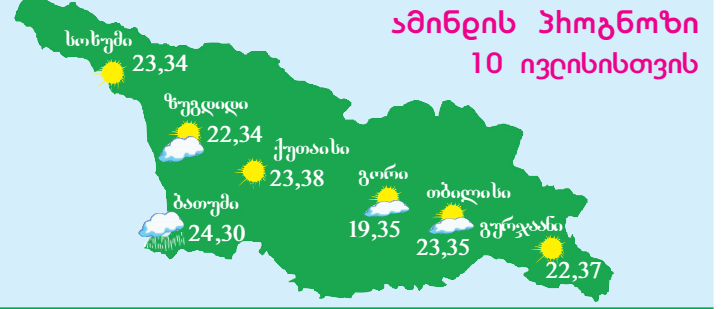 ამინდის პროგნოზი
10 ივლისისთვის
სოხუმი
23,34
ზუგდიდი
22,34
ქუთაისი
23,38
გორი
19,35
თბილისი
23,35
ბათუმი
24,30
გურჯაანი
22,37